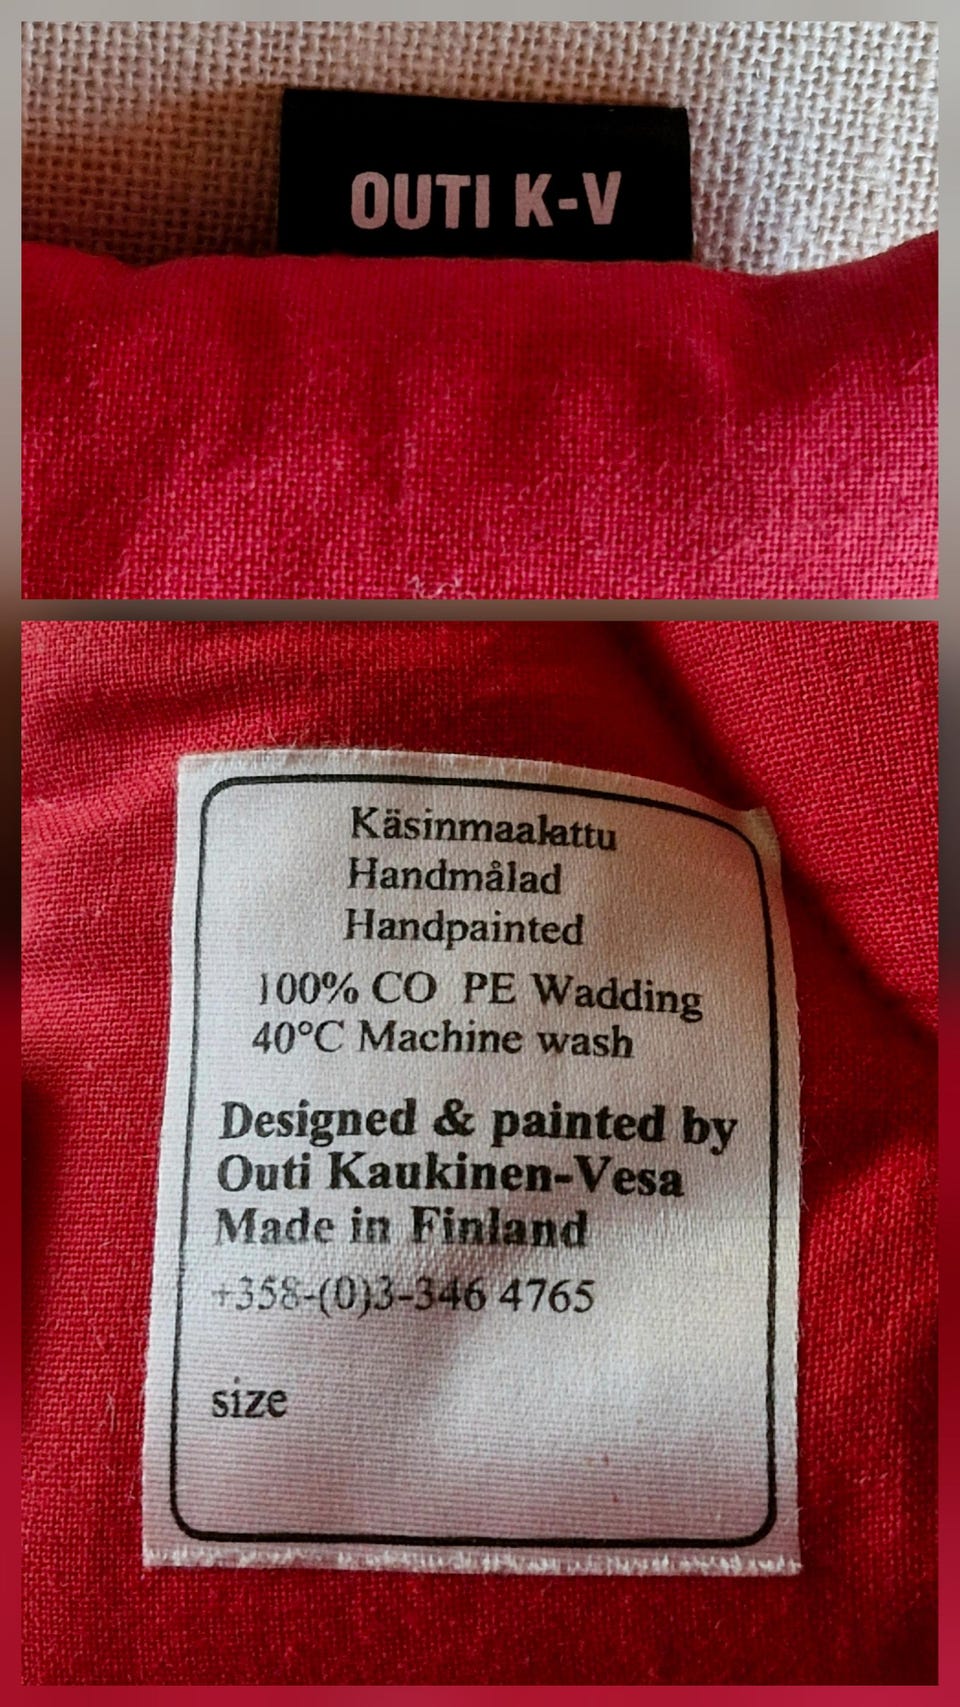 OUTI K-V
Käsinmaalattu
Handmålad
Handpainted
100% CO PE Wadding
40°C Machine wash
Designed & painted by
Outi Kaukinen-Vesa
Made in Finland
+358-(0)3-346 4765
size